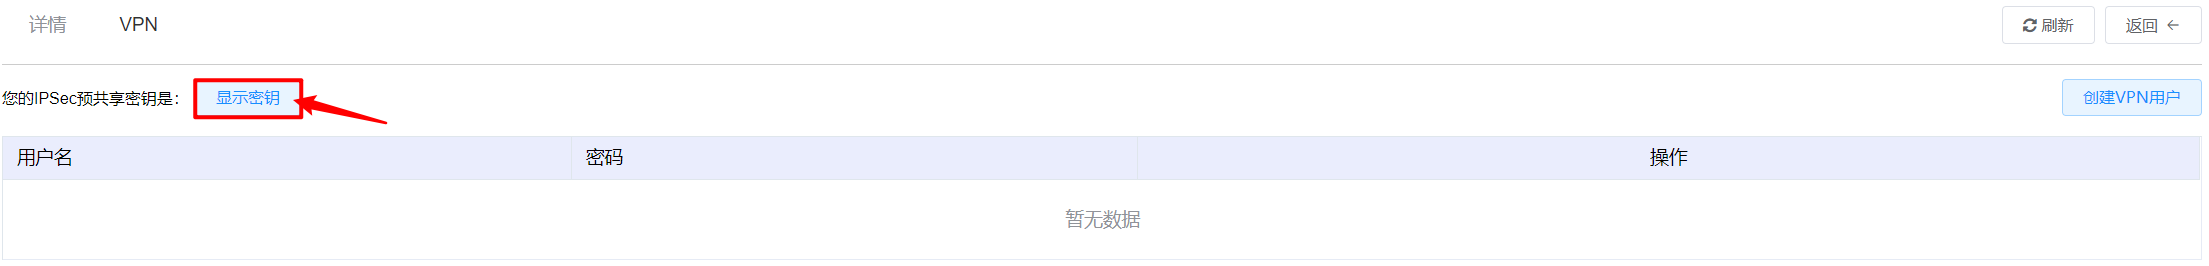 详情 VPN 刷新 返回
您的IPSec预共享密钥是： 显示密钥 创建VPN用户
用户名 密码 操作
暂无数据